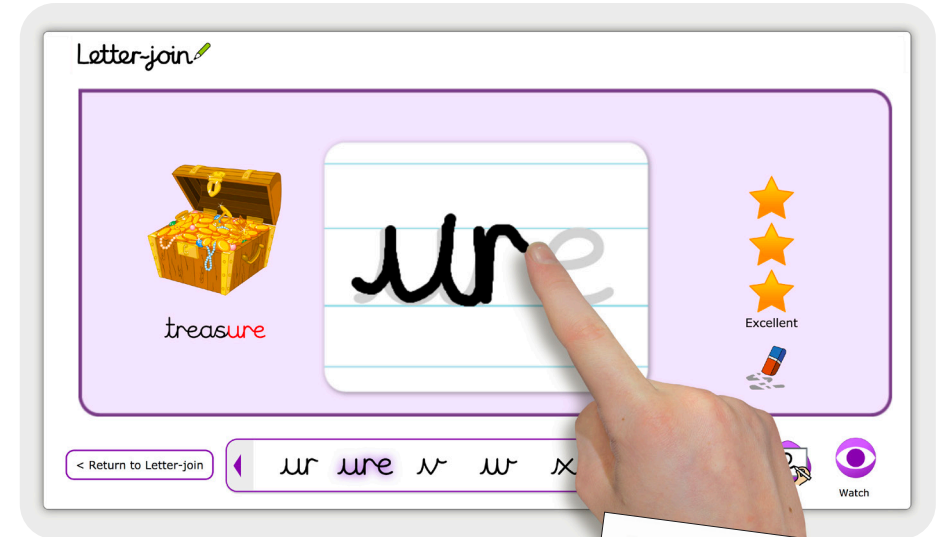 Letter-join
ure
treasure
Excellent
< Return to Letter-join
ur ure v w x
Watch